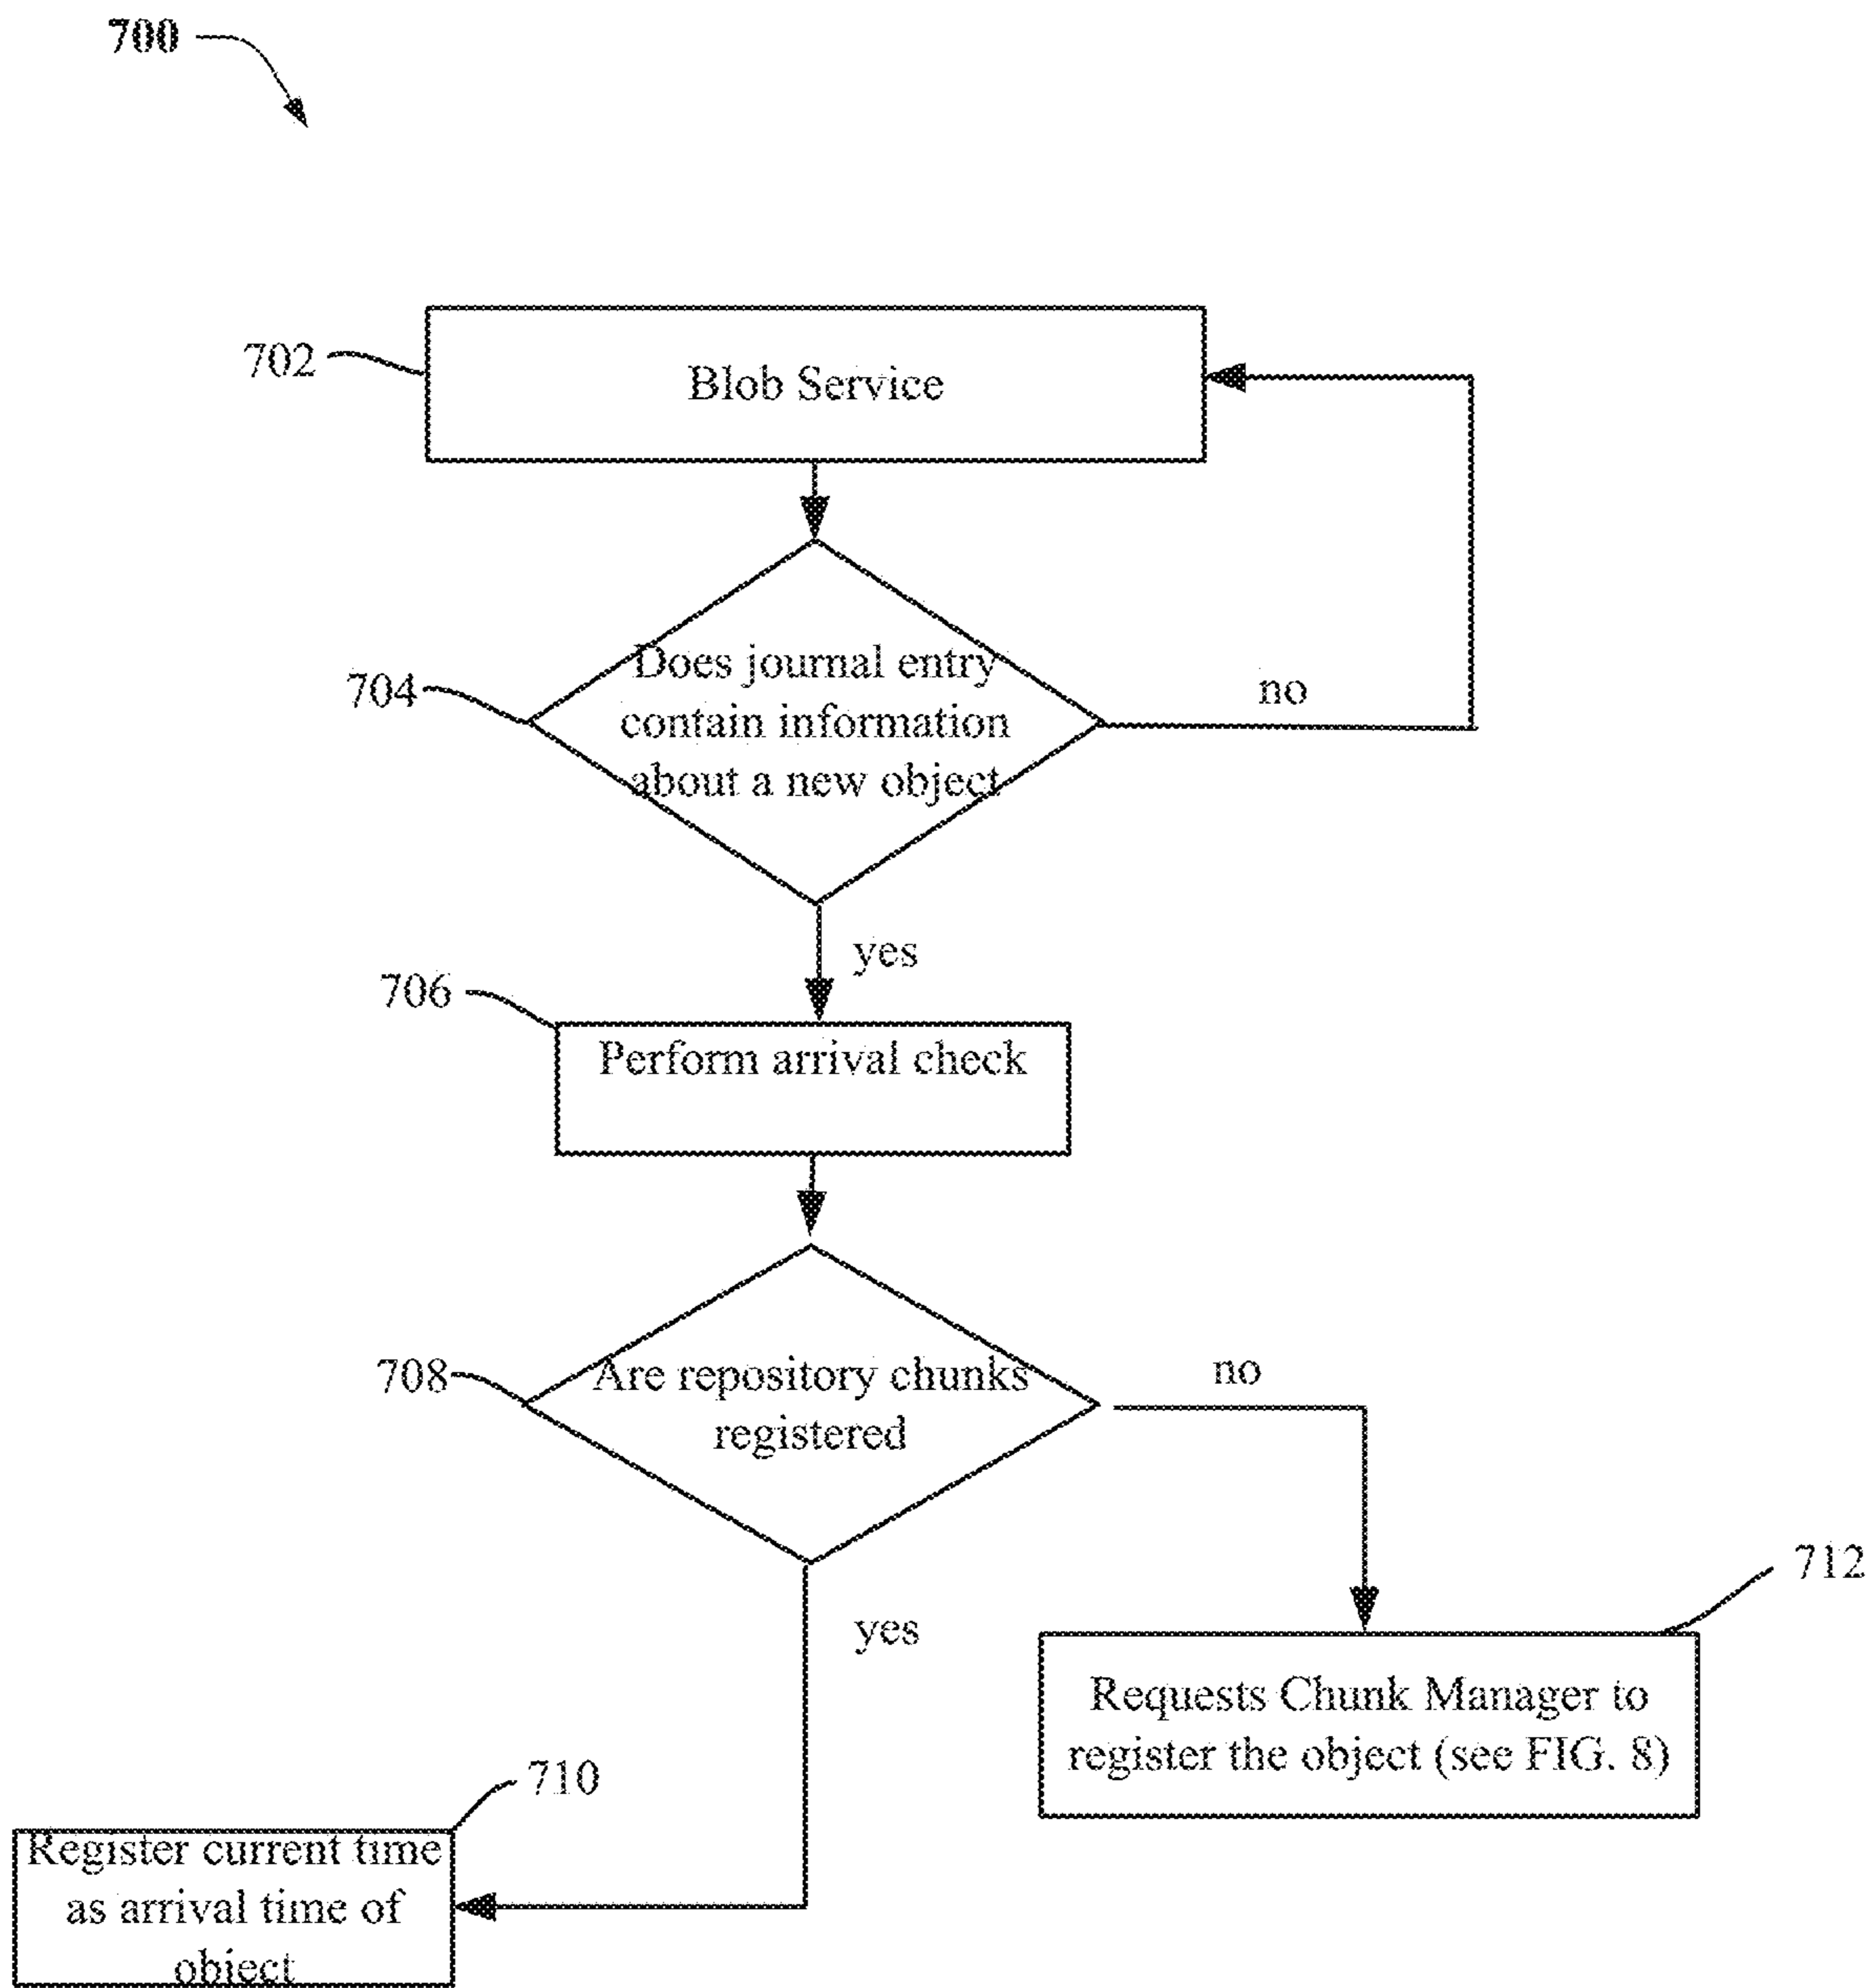 700
702
Blob Service
704
Does journal entry
contain information
about a new object
no
yes
706
Perform arrival check
708
Are repository chunks
registered
no
yes
712
Requests Chunk Manager to
register the object (see FIG. 8)
710
Register current time
as arrival time of
object